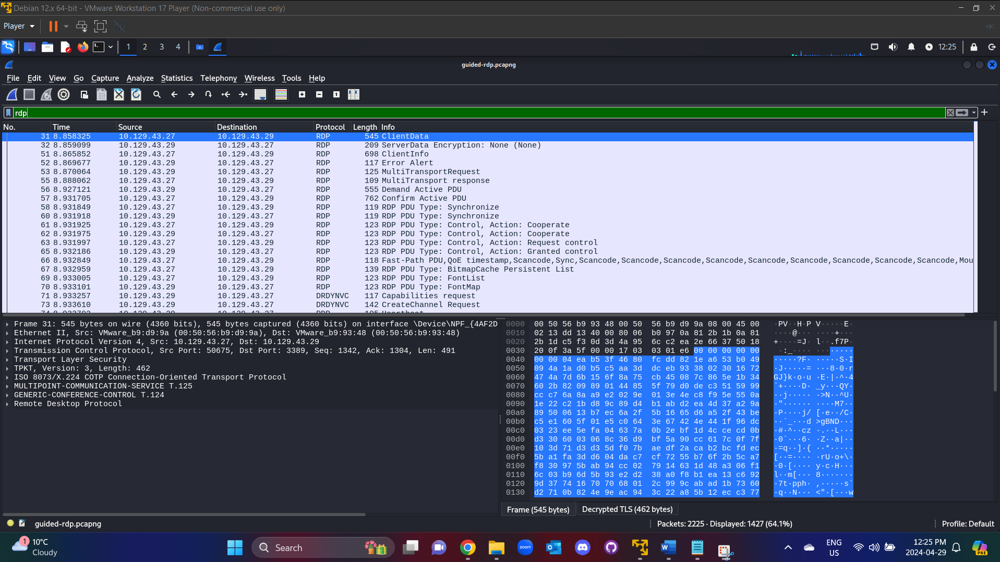 Debian 12.x 64-bit - VMware Workstation 17 Player (Non-commercial use only)
Player
1 2 3 4 12:25
guided-rdp.pcapng
File Edit View Go Capture Analyze Statistics Telephony Wireless Tools Help
rdp
No. Time Source Destination Protocol Length Info
31 8.858325 10.129.43.27 10.129.43.29 RDP 545 ClientData
32 8.859099 10.129.43.29 10.129.43.27 RDP 209 ServerData Encryption: None (None)
51 8.865852 10.129.43.27 10.129.43.29 RDP 698 ClientInfo
52 8.869677 10.129.43.29 10.129.43.27 RDP 117 Error Alert
53 8.870064 10.129.43.29 10.129.43.27 RDP 125 MultiTransportRequest
55 8.888062 10.129.43.27 10.129.43.29 RDP 109 MultiTransport response
56 8.927121 10.129.43.29 10.129.43.27 RDP 555 Demand Active PDU
57 8.931705 10.129.43.27 10.129.43.29 RDP 762 Confirm Active PDU
58 8.931849 10.129.43.27 10.129.43.29 RDP 119 RDP PDU Type: Synchronize
60 8.931918 10.129.43.29 10.129.43.27 RDP 119 RDP PDU Type: Synchronize
61 8.931925 10.129.43.27 10.129.43.29 RDP 123 RDP PDU Type: Control, Action: Cooperate
62 8.931975 10.129.43.29 10.129.43.27 RDP 123 RDP PDU Type: Control, Action: Cooperate
63 8.931997 10.129.43.27 10.129.43.29 RDP 123 RDP PDU Type: Control, Action: Request control
65 8.932186 10.129.43.29 10.129.43.27 RDP 123 RDP PDU Type: Control, Action: Granted control
66 8.932849 10.129.43.27 10.129.43.29 RDP 118 Fast-Path PDU,QoE timestamp,Scancode,Sync,Scancode,Scancode,Scancode,Scancode,Scancode,Scancode,Scancode,Scancode,Scancode,Mou
67 8.932959 10.129.43.27 10.129.43.29 RDP 139 RDP PDU Type: BitmapCache Persistent List
69 8.933005 10.129.43.27 10.129.43.29 RDP 123 RDP PDU Type: FontList
70 8.933101 10.129.43.29 10.129.43.27 RDP 123 RDP PDU Type: FontMap
71 8.933257 10.129.43.29 10.129.43.27 DRDYNVC 117 Capabilities request
73 8.933610 10.129.43.29 10.129.43.27 DRDYNVC 142 CreateChannel Request
Frame 31: 545 bytes on wire (4360 bits), 545 bytes captured (4360 bits) on interface \Device\NPF_{4AF2D
Ethernet II, Src: VMware_b9:d9:9a (00:50:56:b9:d9:9a), Dst: VMware_b9:93:48 (00:50:56:b9:93:48)
Internet Protocol Version 4, Src: 10.129.43.27, Dst: 10.129.43.29
Transmission Control Protocol, Src Port: 50675, Dst Port: 3389, Seq: 1342, Ack: 1304, Len: 491
Transport Layer Security
TPKT, Version: 3, Length: 462
ISO 8073/X.224 COTP Connection-Oriented Transport Protocol
MULTIPOINT-COMMUNICATION-SERVICE T.125
GENERIC-CONFERENCE-CONTROL T.124
Remote Desktop Protocol
0000 00 50 56 b9 93 48 00 50 56 b9 d9 9a 08 00 45 00 ·PV··H·P V·····E·
0010 02 13 dd 13 40 00 80 06 b0 97 0a 81 2b 1b 0a 81 ····@··· ····+···
0020 2b 1d c5 f3 0d 3d 4a 95 6c c2 ea 2e 66 37 50 18 +····=J· l··.f7P·
0030 20 0f 3a 5f 00 00 17 03 03 01 e6 00 00 00 00 00 ·:_···· ········
0040 00 00 04 ea b5 3f 46 80 fc dd 82 1e a6 53 b0 49 ·····?F· ·····S·I
0050 09 4a 1a d0 b5 c5 aa 3d dc eb 93 38 02 30 16 72 ·J·····= ···8·0·r
0060 47 4a 7d 6b 15 6f 8a 75 cb 45 08 7c 86 5e 1b 34 GJ}k·o·u ·E·|·^·4
0070 60 2b 82 09 89 01 44 85 5f 79 d0 de c3 51 59 99 `+····D· _y···QY·
0080 cc c7 6a 8a a9 e2 02 9e 01 3e 4e c8 f9 5e 55 0a ··j····· ·>N··^U·
0090 1e 22 c2 1b d8 9c 89 d4 b1 ab d2 ea 4d 37 a2 9a ·"······ ····M7··
00a0 89 50 06 13 b7 ec 6a 2f 5b 16 65 d6 a5 2f 43 be ·P····j/ [·e··/C·
00b0 c5 e1 60 5f 01 e5 c0 64 3e 67 42 4e 44 1f 96 dc ··`_···d >gBND···
00c0 03 23 ee 5e fa 04 63 7a 0b 2e bf 1d 4c ce cd 0b ·#·^··cz ·.··L···
00d0 d3 30 60 03 06 8c 36 d9 bf 5a 90 cc 61 7c 0f 7f ·0`···6· ·Z··a|··
00e0 10 3d 71 d3 d3 5d f0 7b ae df 2a ca b2 bc fd ec ·=q··]·{ ··*·····
00f0 5b a1 fa 3d d6 04 da c7 cf 72 55 b7 6f 2b 5c a7 [··=···· ·rU·o+\·
0100 f8 30 97 5b ab 94 cc 02 79 14 63 1d 48 a3 06 f1 ·0·[···· y·c·H···
0110 6c 03 b9 6d 5b 93 e2 d2 38 a0 f8 b1 ea 13 c6 92 l··m[··· 8·······
0120 9d 37 74 16 70 70 68 01 2c 99 9c ab ad 1b 73 60 ·7t·pph· ,·····s`
0130 d2 71 0b 82 4e 9e ac 94 3c 22 a8 5b 12 ec c3 77 ·q··N··· <"·[···w
Frame (545 bytes) Decrypted TLS (462 bytes)
guided-rdp.pcapng Packets: 2225 · Displayed: 1427 (64.1%) Profile: Default
1 10°C
Cloudy
Search
zoom
PRE
ENG
US
12:25 PM
2024-04-29